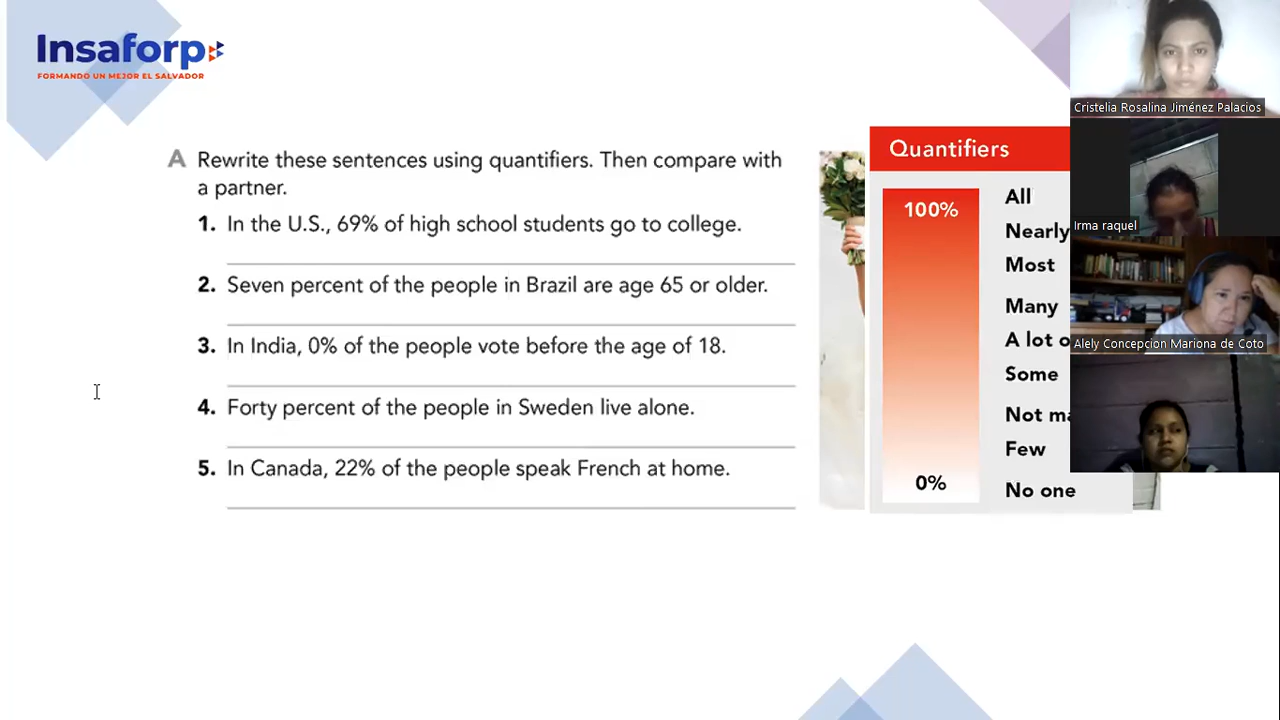 Insaforp
FORMANDO UN MEJOR EL SALVADOR
A Rewrite these sentences using quantifiers. Then compare with
a partner.
1. In the U.S., 69% of high school students go to college.
2. Seven percent of the people in Brazil are age 65 or older.
3. In India, 0% of the people vote before the age of 18.
4. Forty percent of the people in Sweden live alone.
5. In Canada, 22% of the people speak French at home.
Quantifiers
100%
All
Nearly
Most
Many
A lot o
Some
Not ma
Few
0%
No one
Cristelia Rosalina Jiménez Palacios
Irma raquel
Alely Concepcion Mariona de Coto